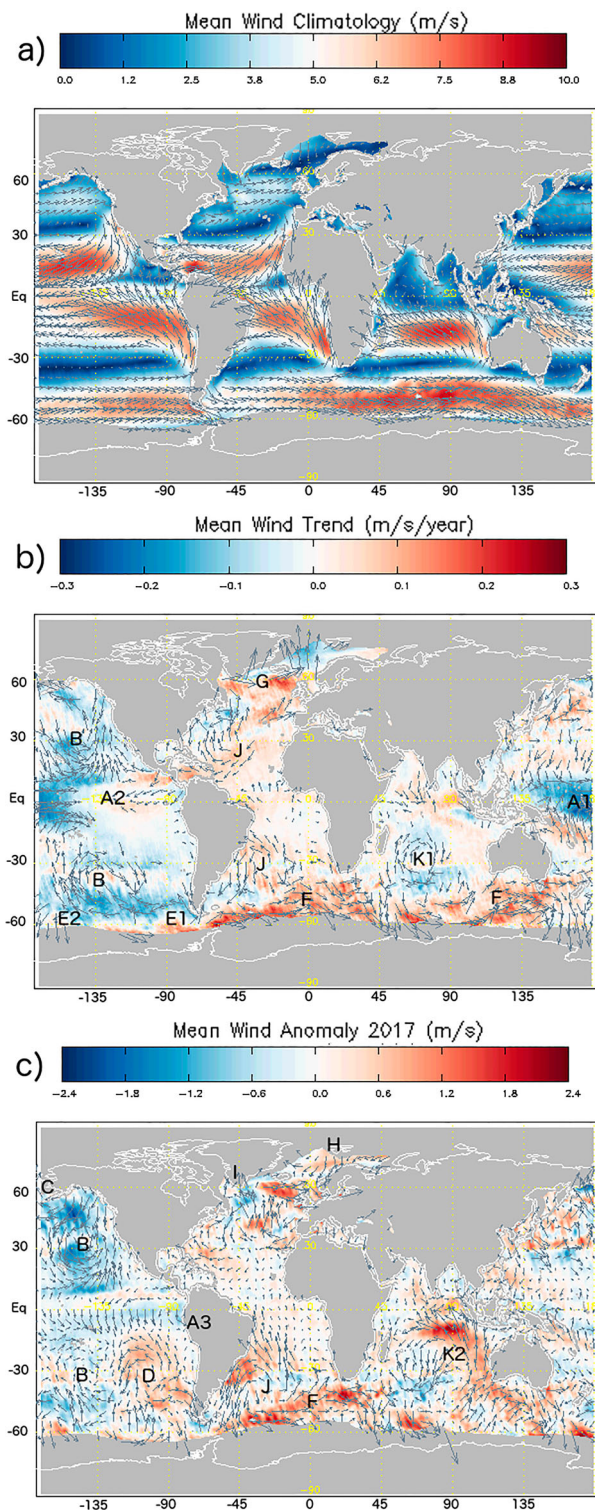 Mean Wind Climatology (m/s)
a)
0.0 1.2 2.5 3.8 5.0 6.2 7.5 8.8 10.0
60
30
Eq
-30
-60
-135 -90 -45 0 45 90 135
Mean Wind Trend (m/s/year)
b)
-0.3 -0.2 -0.1 0.0 0.1 0.2 0.3
60 G
30 B J
Eq A2 A1
-30 B J K1
-60 E2 E1 F F
-90
-135 -90 -45 0 45 90 135
Mean Wind Anomaly 2017 (m/s)
c)
-2.4 -1.8 -1.2 -0.6 0.0 0.6 1.2 1.8 2.4
H
60 C I
30 B
Eq A3
-30 B D J K2
-60 F
-90
-135 -90 -45 0 45 90 135